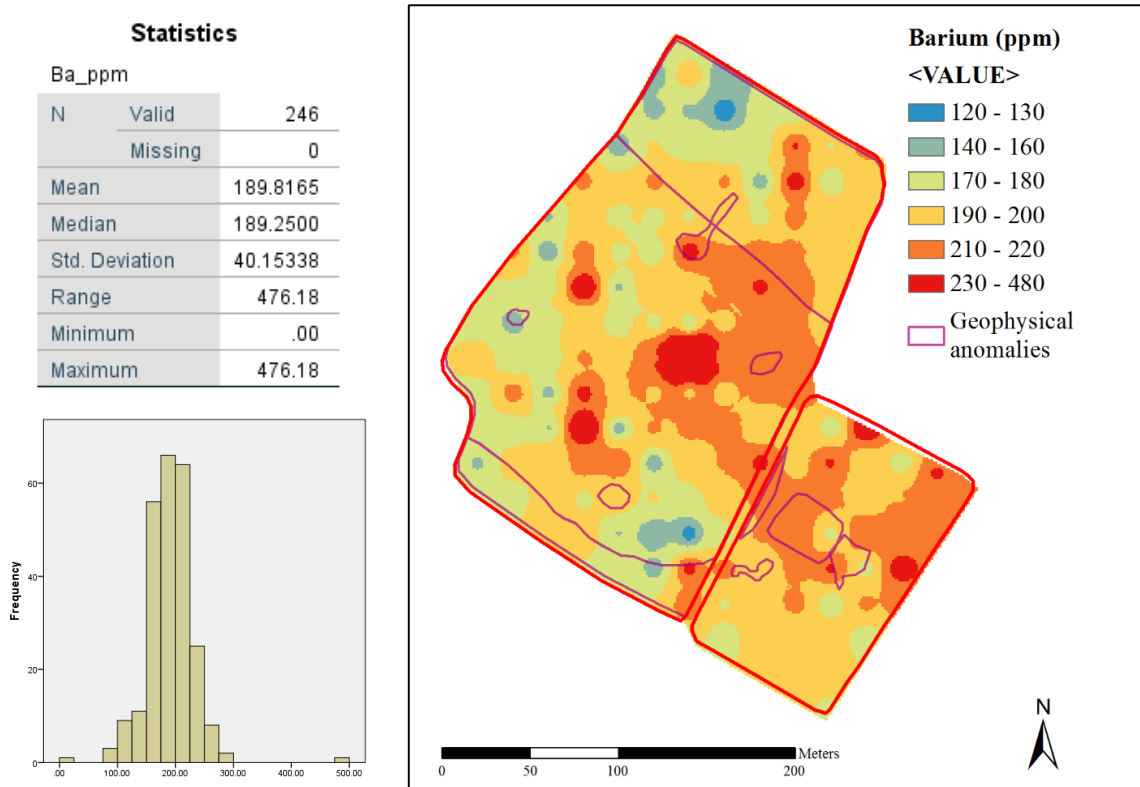 Statistics
Ba_ppm
N Valid 246
Missing 0
Mean 189.8165
Median 189.2500
Std. Deviation 40.15338
Range 476.18
Minimum .00
Maximum 476.18
Frequency
60
40
20
0
.00 100.00 200.00 300.00 400.00 500.00
Barium (ppm)
<VALUE>
120 - 130
140 - 160
170 - 180
190 - 200
210 - 220
230 - 480
Geophysical
anomalies
N
Meters
0 50 100 200